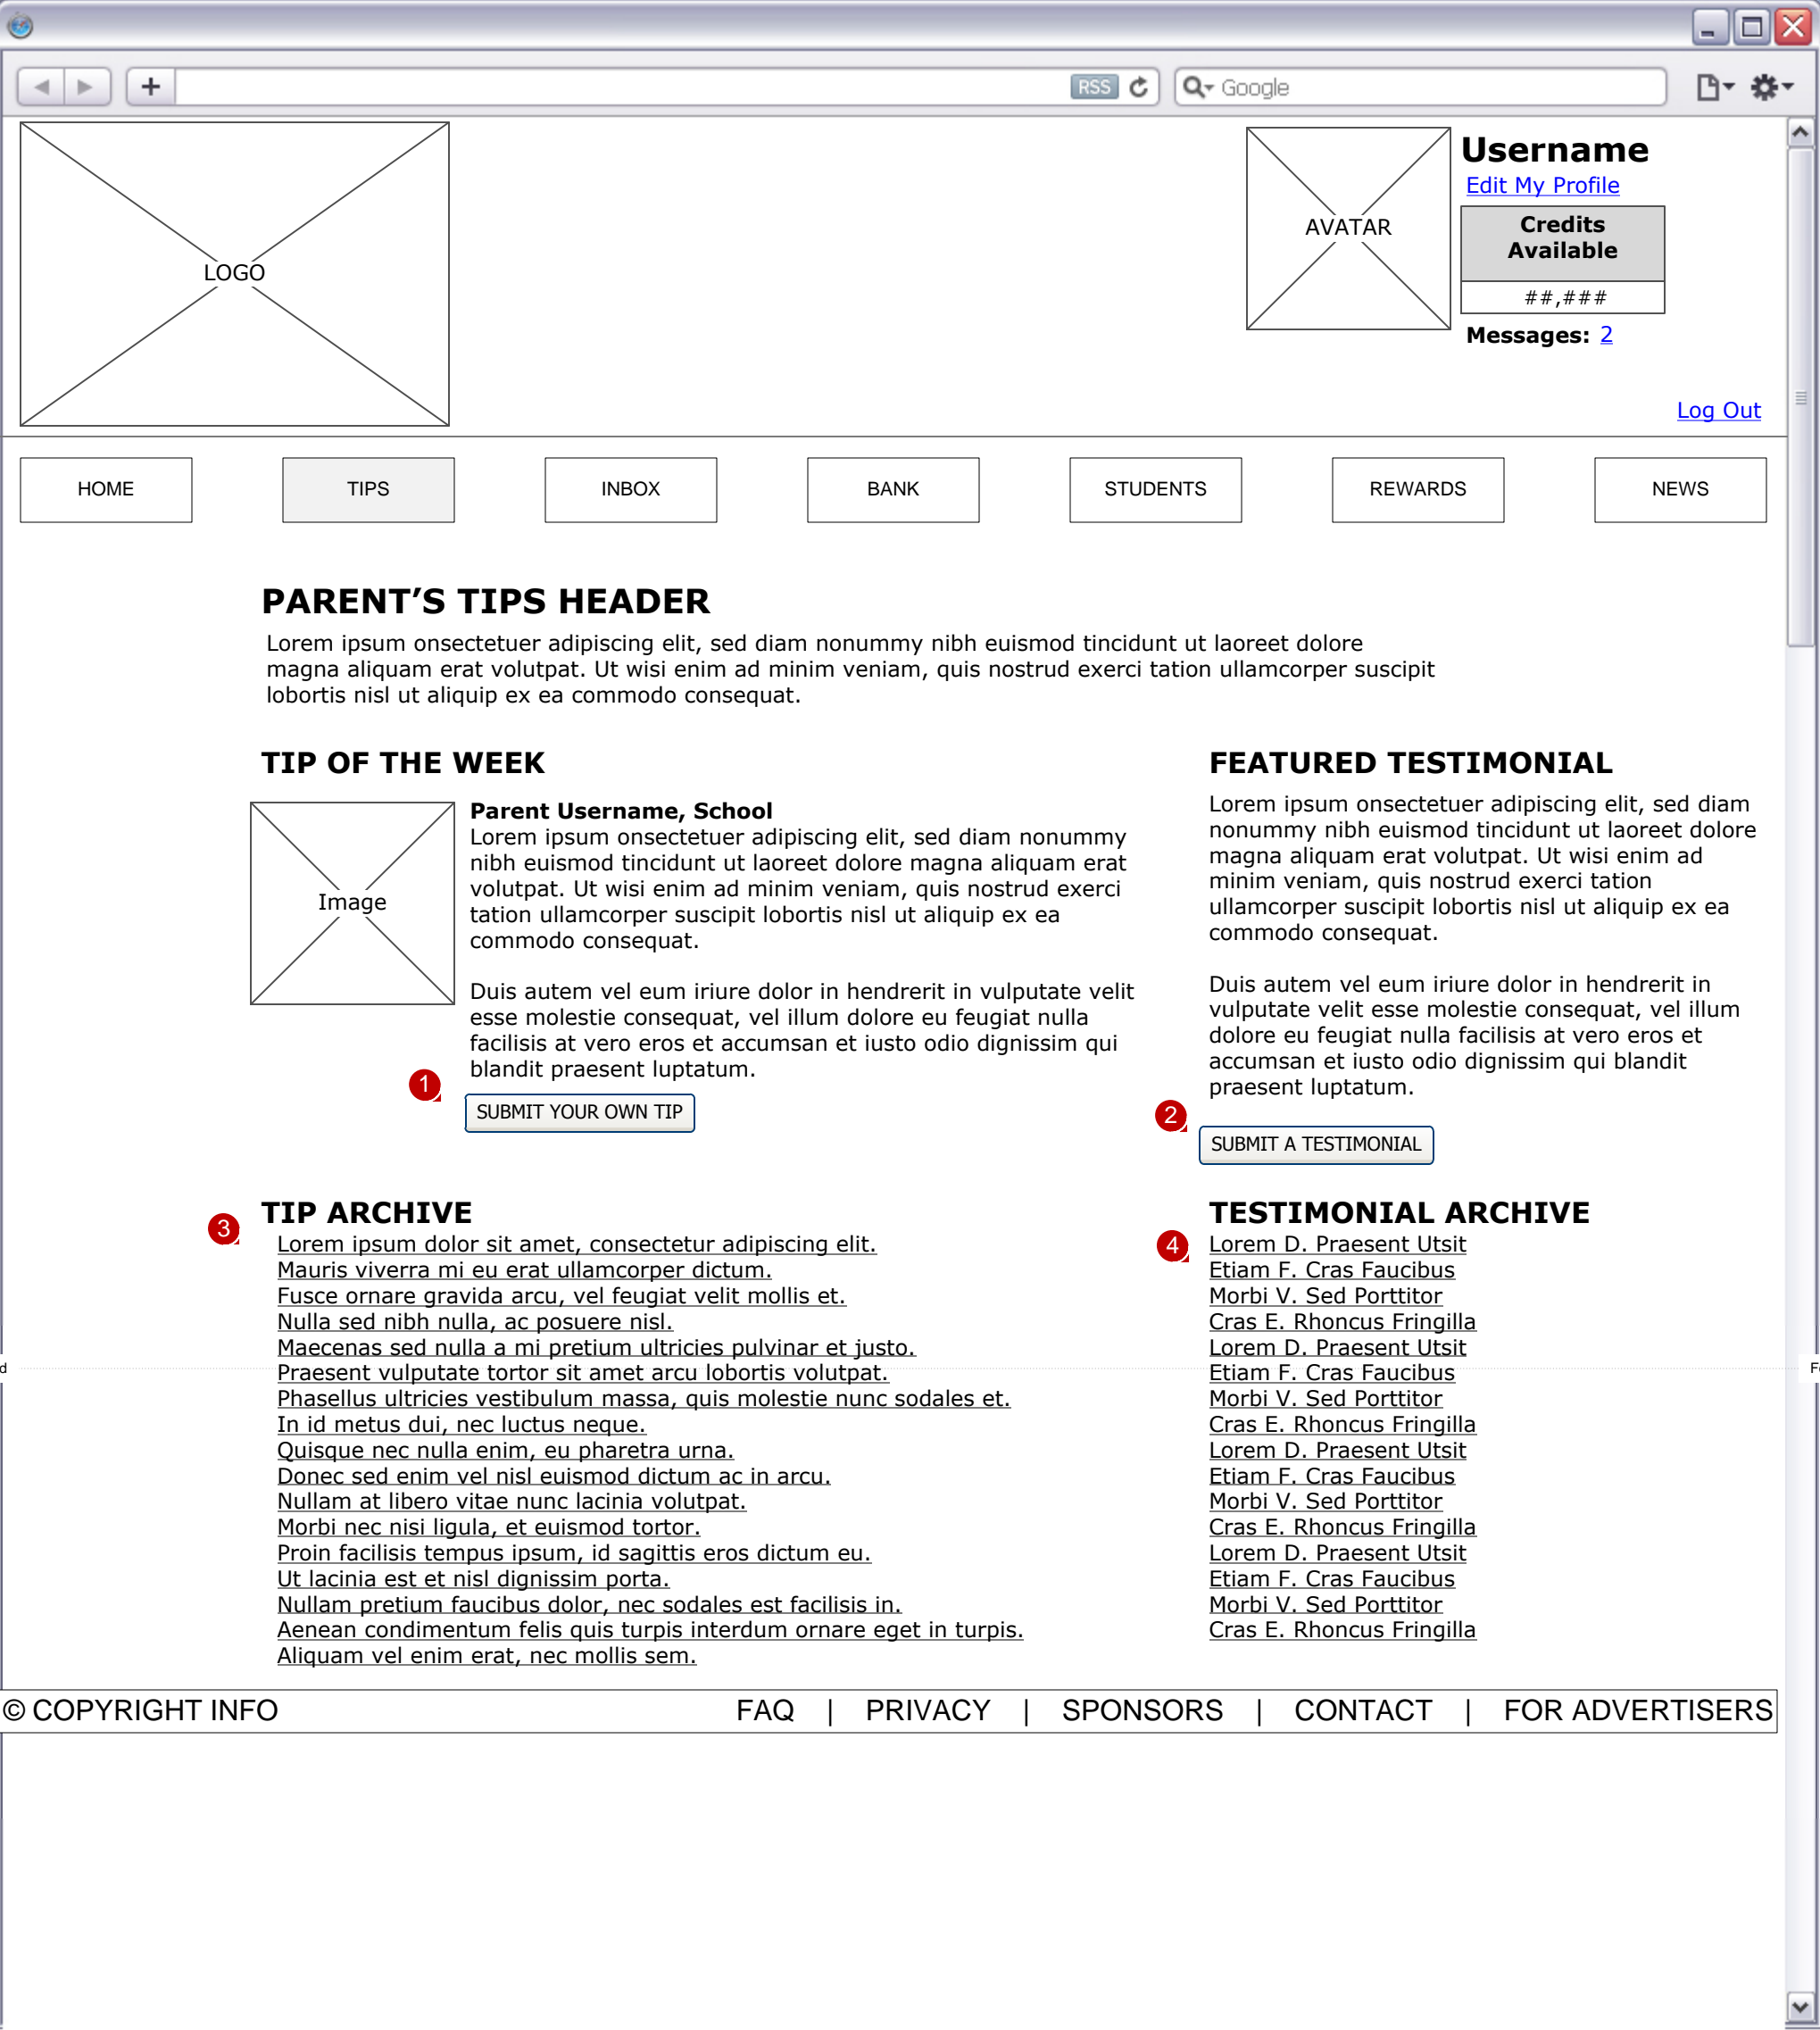 RSS
Google
LOGO
AVATAR
Username
Edit My Profile
Credits
Available
##,###
Messages: 2
Log Out
HOME
TIPS
INBOX
BANK
STUDENTS
REWARDS
NEWS
PARENT’S TIPS HEADER
Lorem ipsum onsectetuer adipiscing elit, sed diam nonummy nibh euismod tincidunt ut laoreet dolore
magna aliquam erat volutpat. Ut wisi enim ad minim veniam, quis nostrud exerci tation ullamcorper suscipit
lobortis nisl ut aliquip ex ea commodo consequat.
TIP OF THE WEEK
Image
Parent Username, School
Lorem ipsum onsectetuer adipiscing elit, sed diam nonummy
nibh euismod tincidunt ut laoreet dolore magna aliquam erat
volutpat. Ut wisi enim ad minim veniam, quis nostrud exerci
tation ullamcorper suscipit lobortis nisl ut aliquip ex ea
commodo consequat.
Duis autem vel eum iriure dolor in hendrerit in vulputate velit
esse molestie consequat, vel illum dolore eu feugiat nulla
facilisis at vero eros et accumsan et iusto odio dignissim qui
blandit praesent luptatum.
1
SUBMIT YOUR OWN TIP
FEATURED TESTIMONIAL
Lorem ipsum onsectetuer adipiscing elit, sed diam
nonummy nibh euismod tincidunt ut laoreet dolore
magna aliquam erat volutpat. Ut wisi enim ad
minim veniam, quis nostrud exerci tation
ullamcorper suscipit lobortis nisl ut aliquip ex ea
commodo consequat.
Duis autem vel eum iriure dolor in hendrerit in
vulputate velit esse molestie consequat, vel illum
dolore eu feugiat nulla facilisis at vero eros et
accumsan et iusto odio dignissim qui blandit
praesent luptatum.
2
SUBMIT A TESTIMONIAL
3
TIP ARCHIVE
Lorem ipsum dolor sit amet, consectetur adipiscing elit.
Mauris viverra mi eu erat ullamcorper dictum.
Fusce ornare gravida arcu, vel feugiat velit mollis et.
Nulla sed nibh nulla, ac posuere nisl.
Maecenas sed nulla a mi pretium ultricies pulvinar et justo.
Praesent vulputate tortor sit amet arcu lobortis volutpat.
Phasellus ultricies vestibulum massa, quis molestie nunc sodales et.
In id metus dui, nec luctus neque.
Quisque nec nulla enim, eu pharetra urna.
Donec sed enim vel nisl euismod dictum ac in arcu.
Nullam at libero vitae nunc lacinia volutpat.
Morbi nec nisi ligula, et euismod tortor.
Proin facilisis tempus ipsum, id sagittis eros dictum eu.
Ut lacinia est et nisl dignissim porta.
Nullam pretium faucibus dolor, nec sodales est facilisis in.
Aenean condimentum felis quis turpis interdum ornare eget in turpis.
Aliquam vel enim erat, nec mollis sem.
TESTIMONIAL ARCHIVE
4
Lorem D. Praesent Utsit
Etiam F. Cras Faucibus
Morbi V. Sed Porttitor
Cras E. Rhoncus Fringilla
Lorem D. Praesent Utsit
Etiam F. Cras Faucibus
Morbi V. Sed Porttitor
Cras E. Rhoncus Fringilla
Lorem D. Praesent Utsit
Etiam F. Cras Faucibus
Morbi V. Sed Porttitor
Cras E. Rhoncus Fringilla
Lorem D. Praesent Utsit
Etiam F. Cras Faucibus
Morbi V. Sed Porttitor
Cras E. Rhoncus Fringilla
© COPYRIGHT INFO
FAQ | PRIVACY | SPONSORS | CONTACT | FOR ADVERTISERS